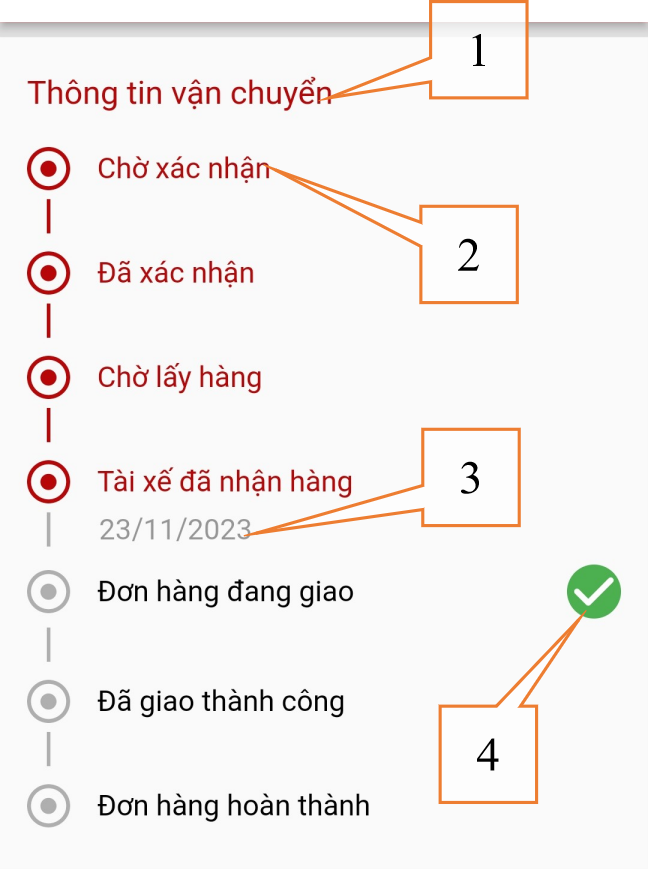 1
Thông tin vận chuyển
Chờ xác nhận
2
Đã xác nhận
Chờ lấy hàng
3
Tài xế đã nhận hàng
23/11/2023
Đơn hàng đang giao
Đã giao thành công
4
Đơn hàng hoàn thành